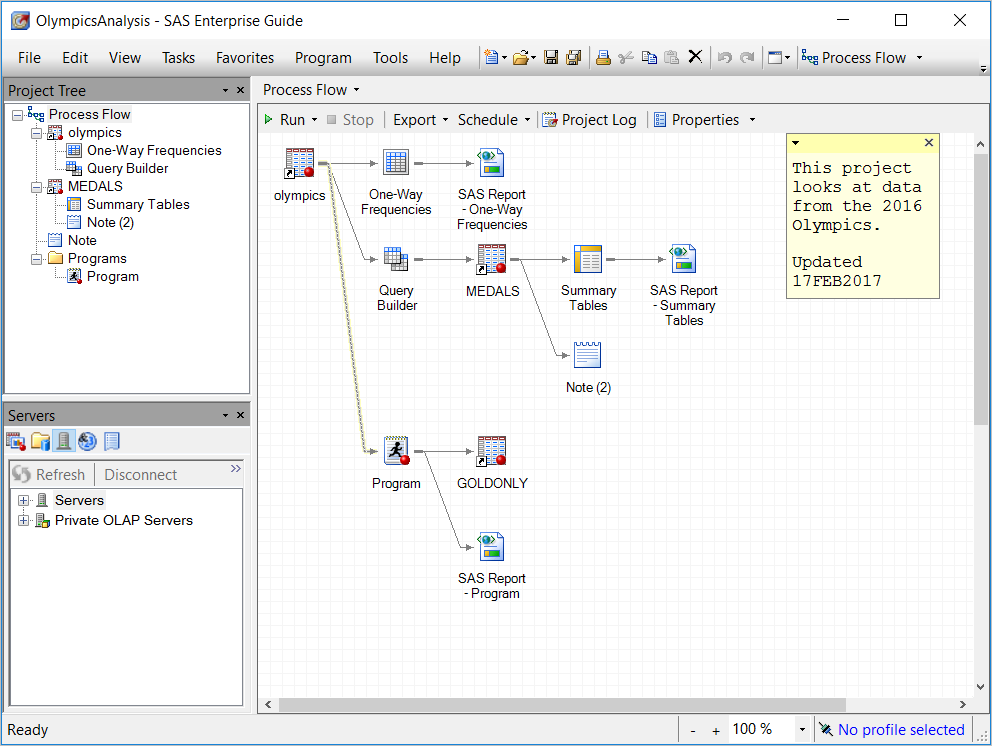 OlympicsAnalysis - SAS Enterprise Guide
File Edit View Tasks Favorites Program Tools Help Process Flow
Project Tree
Process Flow
olympics
One-Way Frequencies
Query Builder
MEDALS
Summary Tables
Note (2)
Note
Programs
Program
Servers
Refresh Disconnect
Servers
Private OLAP Servers
Process Flow
Run Stop Export Schedule Project Log Properties
olympics
One-Way
Frequencies
SAS Report
- One-Way
Frequencies
Query
Builder
MEDALS
Summary
Tables
SAS Report
- Summary
Tables
Note (2)
Program
GOLDONLY
SAS Report
- Program
This project
looks at data
from the 2016
Olympics.
Updated
17FEB2017
Ready
- + 100 % No profile selected